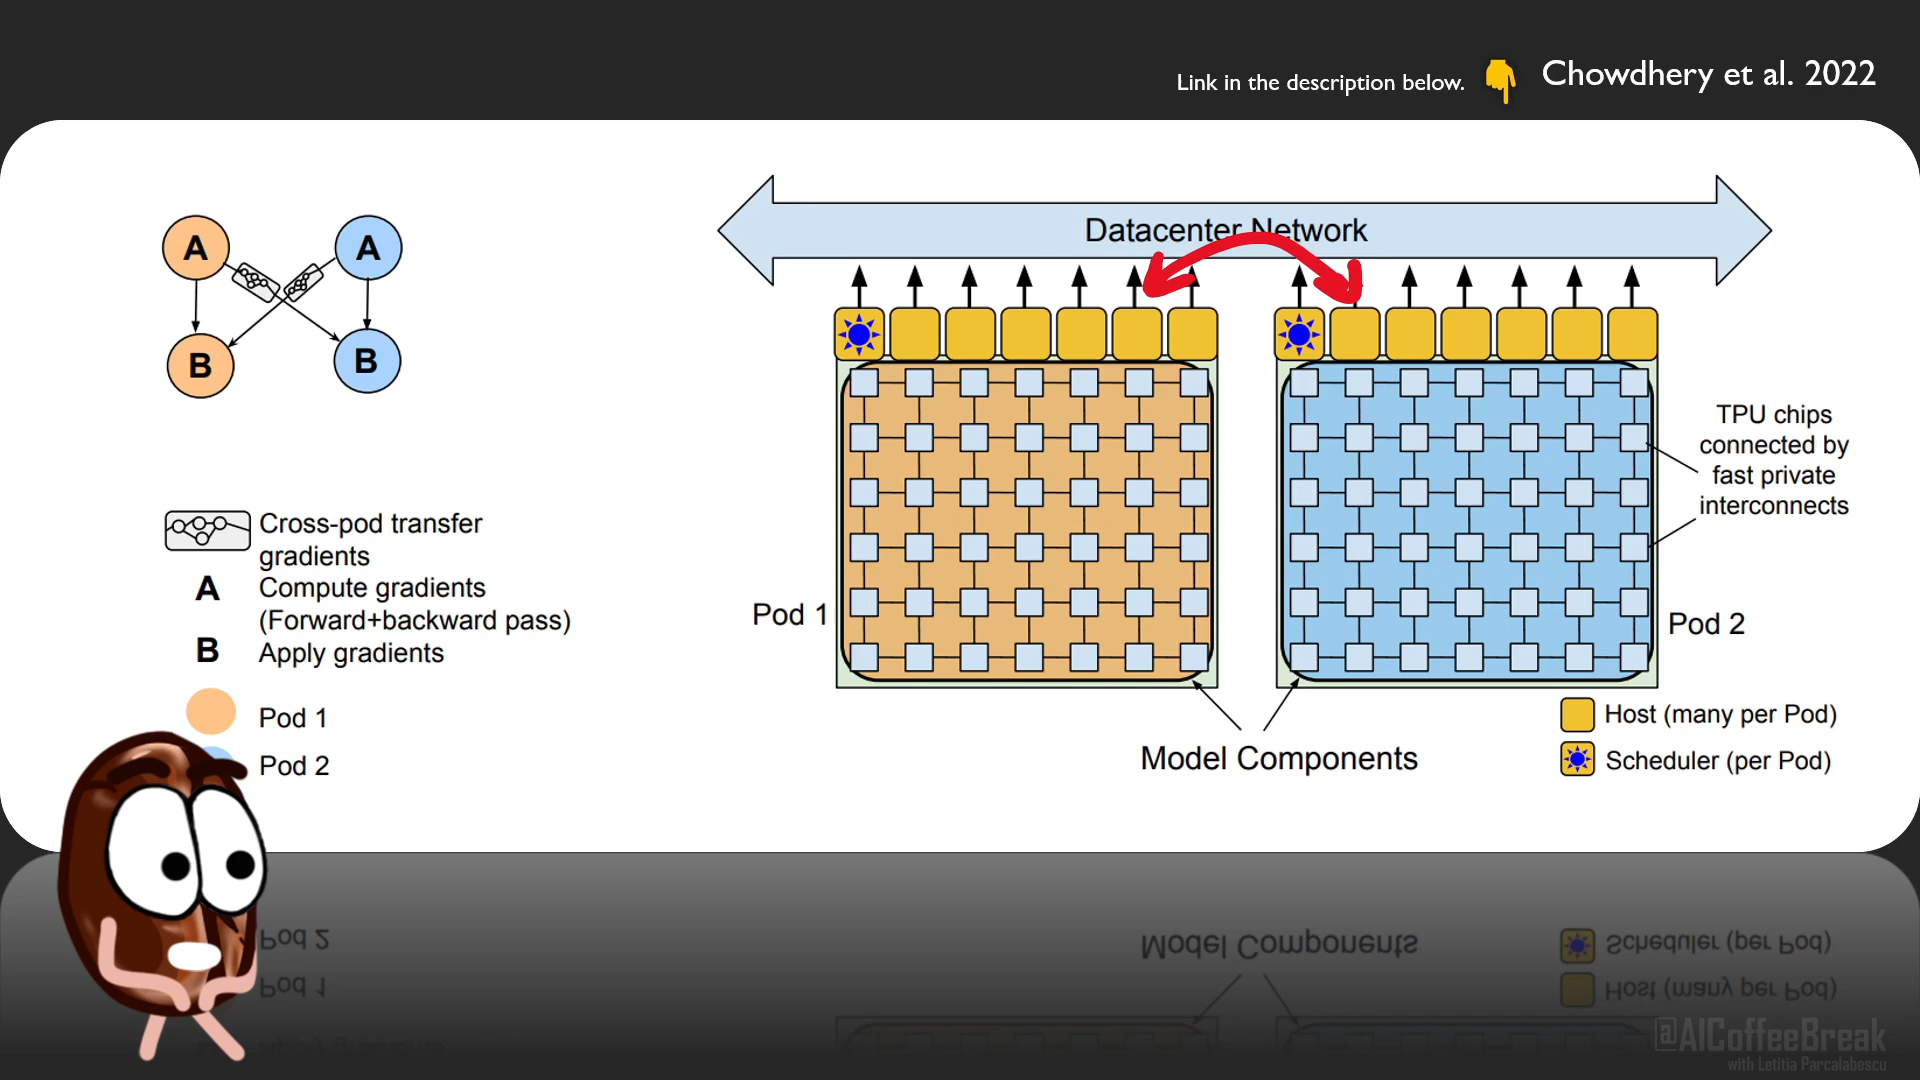 Link in the description below.
Chowdhery et al. 2022
Datacenter Network
A
A
B
B
TPU chips
connected by
fast private
interconnects
Cross-pod transfer
gradients
A Compute gradients
(Forward+backward pass)
B Apply gradients
Pod 1
Pod 2
Pod 1
Pod 2
Model Components
Host (many per Pod)
Scheduler (per Pod)
@AICoffeeBreak
with Letitia Parcalabescu